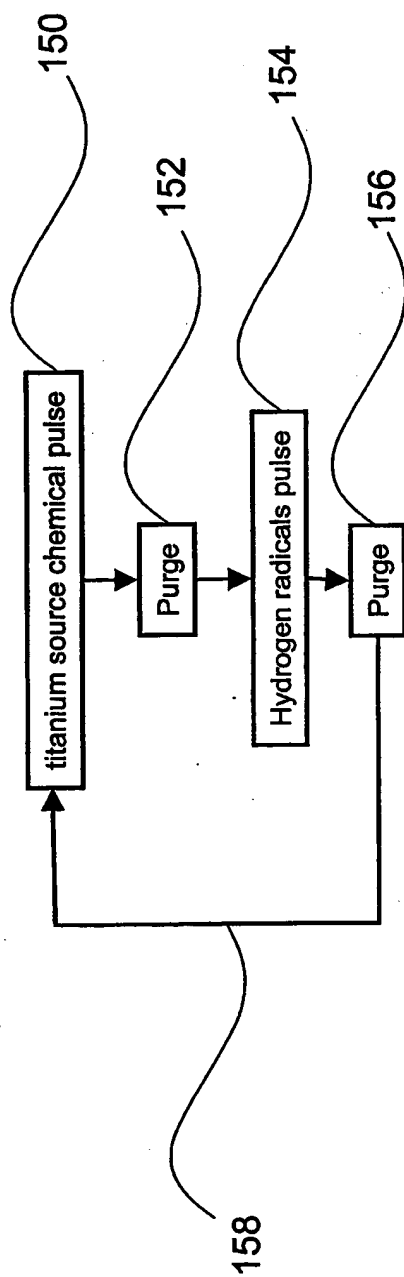 titanium source chemical pulse
150
Purge
152
Hydrogen radicals pulse
154
Purge
156
158